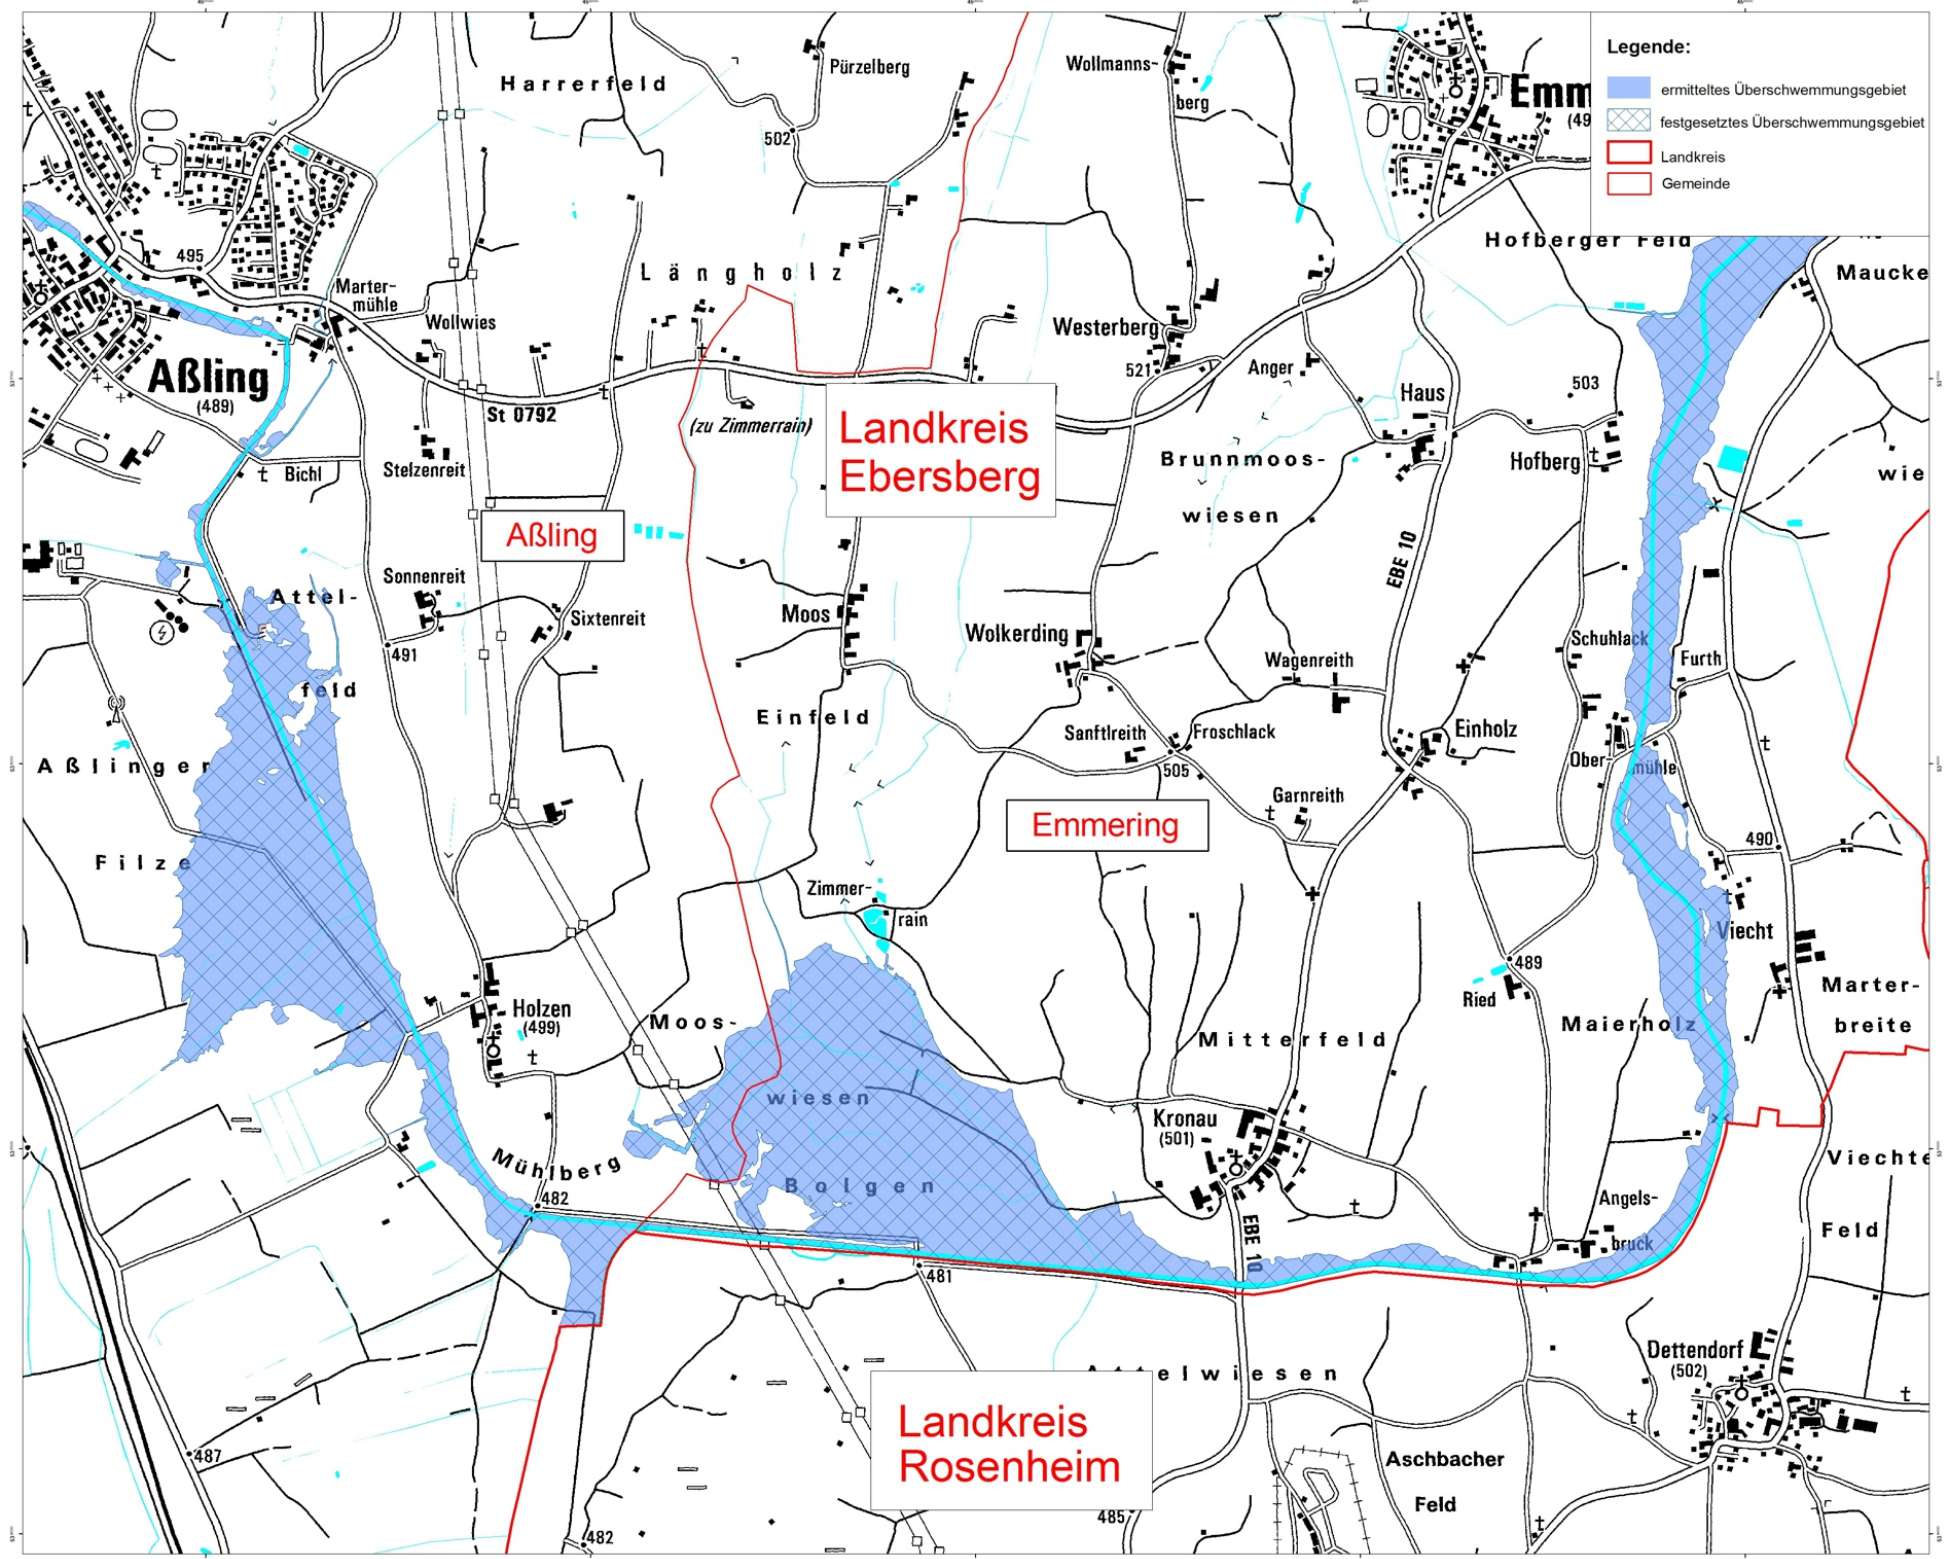 Legende:
ermitteltes Überschwemmungsgebiet
festgesetztes Überschwemmungsgebiet
Landkreis
Gemeinde
Harrerfeld
Pürzelberg
502
Wollmanns-
berg
Emm
(49
Hofberger Feld
Maucke
495
Marter-
mühle
Längholz
Wollwies
Westerberg
521
Anger
Haus
503
Aßling
(489)
St 0792
(zu Zimmerrain)
Landkreis
Ebersberg
Bichl
Stelzenreit
Brunnmoos-
wiesen
Hofberg
wie
Aßling
EBE 10
Attel-
feld
Sonnenreit
491
Sixtenreit
Moos
Wolkerding
Wagenreith
Schuhlack
Furth
Einfeld
Sanftlreith
Froschlack
505
Einholz
Ober-
mühle
Aßlinger
Filze
Garnreith
Emmering
490
Zimmer-
rain
Viecht
489
Ried
Holzen
(499)
Moos-
wiesen
Mitterfeld
Maierholz
Marter-
breite
Kronau
(501)
Mühlberg
482
Bolgen
Viechte
Feld
Angels-
bruck
EBE 10
481
Dettendorf
(502)
elwiesen
Landkreis
Rosenheim
Aschbacher
Feld
487
482
485